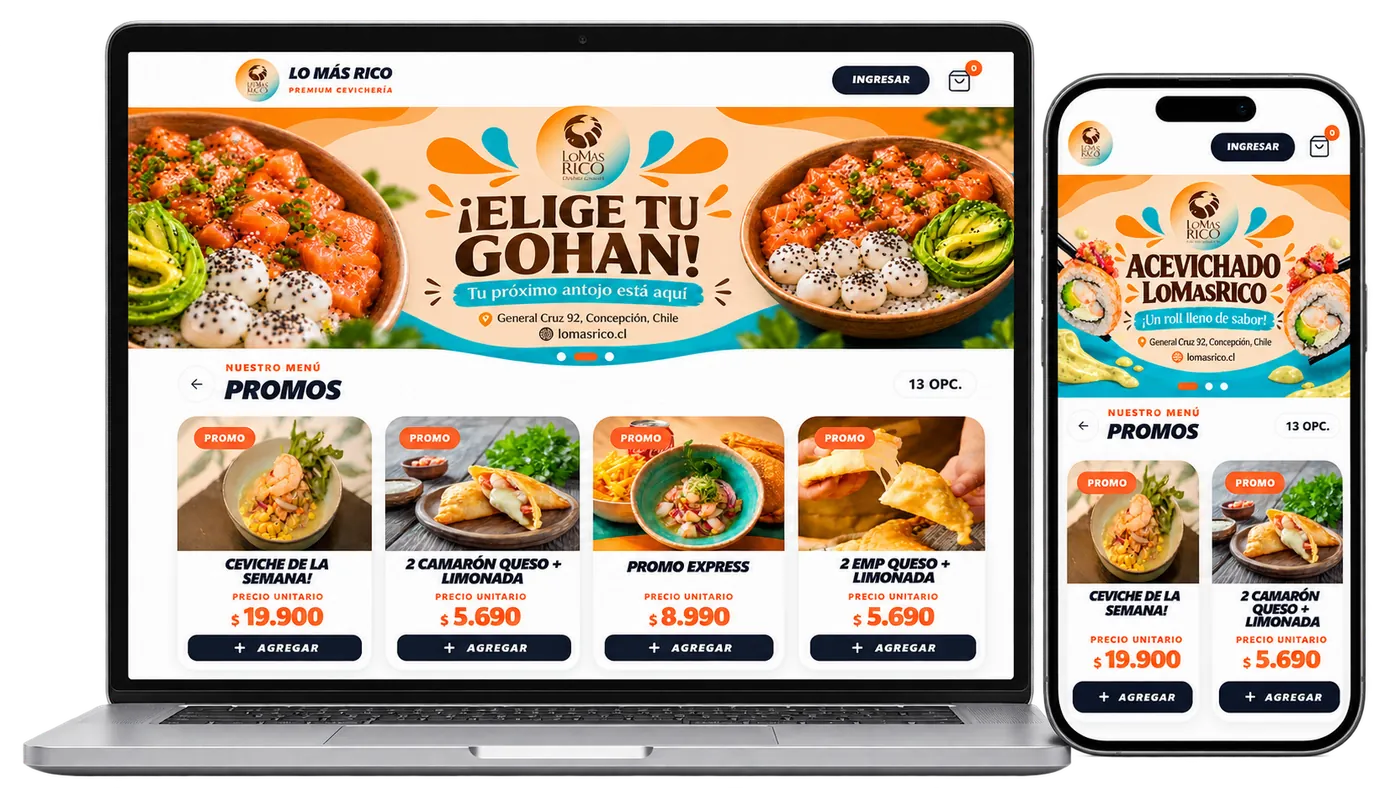 LO MÁS RICO
PREMIUM CEVICHERÍA
INGRESAR
0
LOMAS
RICO
¡ELIGE TU
GOHAN!
Tu próximo antojo está aquí
General Cruz 92, Concepción, Chile
lomasrico.cl
NUESTRO MENÚ
PROMOS
13 OPC.
PROMO
PROMO
PROMO
PROMO
CEVICHE DE LA
SEMANA!
PRECIO UNITARIO
$ 19.900
+ AGREGAR
2 CAMARÓN QUESO +
LIMONADA
PRECIO UNITARIO
$ 5.690
+ AGREGAR
PROMO EXPRESS
PRECIO UNITARIO
$ 8.990
+ AGREGAR
2 EMP QUESO +
LIMONADA
PRECIO UNITARIO
$ 5.690
+ AGREGAR
INGRESAR
0
LOMAS
RICO
ACEVICHADO
LOMASRICO
¡Un roll lleno de sabor!
General Cruz 92, Concepción, Chile
lomasrico.cl
NUESTRO MENÚ
PROMOS
13 OPC.
PROMO
PROMO
CEVICHE DE LA
SEMANA!
PRECIO UNITARIO
$ 19.900
+ AGREGAR
2 CAMARÓN
QUESO +
LIMONADA
PRECIO UNITARIO
$ 5.690
+ AGREGAR